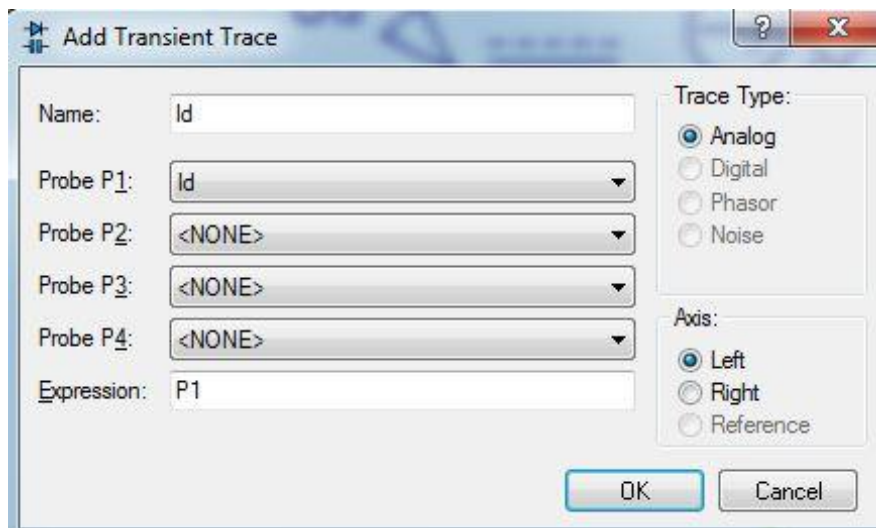 Add Transient Trace
Name: Id
Probe P1: Id
Probe P2: <NONE>
Probe P3: <NONE>
Probe P4: <NONE>
Expression: P1
Trace Type:
Analog
Digital
Phasor
Noise
Axis:
Left
Right
Reference
OK Cancel